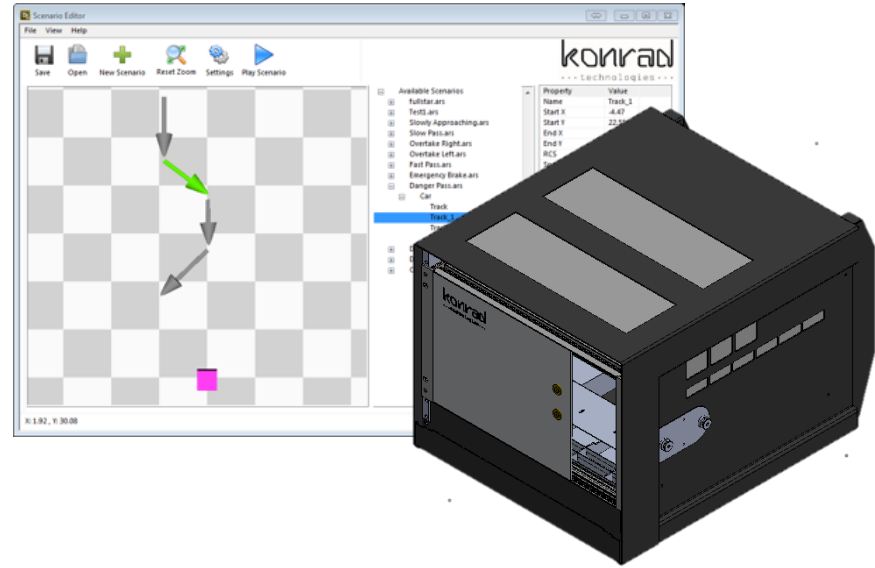 Scenario Editor
File View Help
Save Open New Scenario Reset Zoom Settings Play Scenario
konrad
technologies
Available Scenarios
fullstar.ars
Test1.ars
Slowly Approaching.ars
Slow Pass.ars
Overtake Right.ars
Overtake Left.ars
Fast Pass.ars
Emergency Brake.ars
Danger Pass.ars
Car
Track
Track_1
Property Value
Name Track_1
Start X -4.47
Start Y
End X
End Y
RCS
konrad
X: 1.92 , Y: 30.08